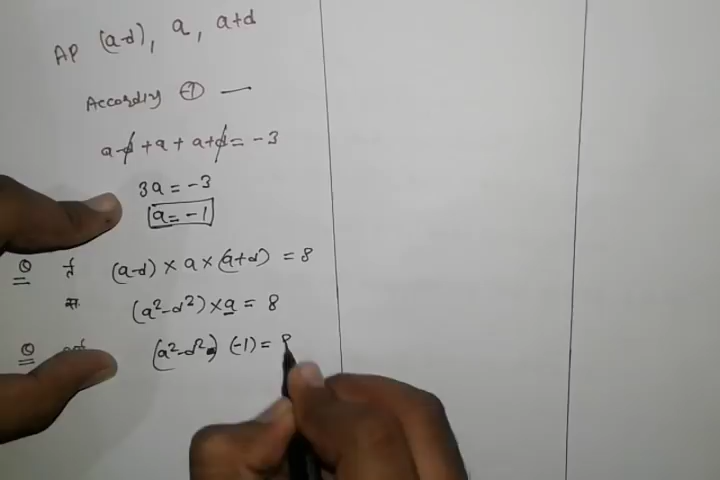 AP (a-d), a, a+d
According ① —
a-d+a+a+d=-3
3a=-3
a=-1
(a-d)×a×(a+d)=8
(a²-d²)×a=8
(a²-d²)(-1)=8